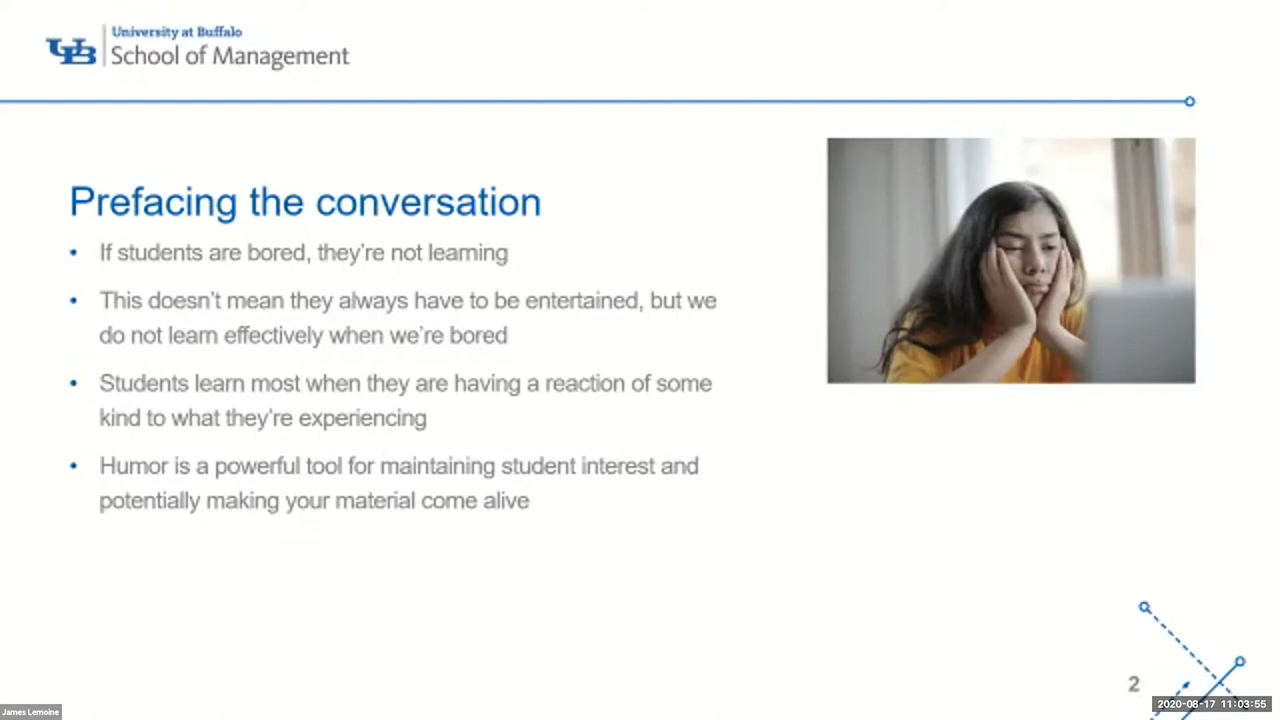 University at Buffalo
UB
School of Management
Prefacing the conversation
• If students are bored, they're not learning
• This doesn't mean they always have to be entertained, but we
do not learn effectively when we're bored
• Students learn most when they are having a reaction of some
kind to what they're experiencing
• Humor is a powerful tool for maintaining student interest and
potentially making your material come alive
2
2020-08-17 11:03:55
James Lemoine